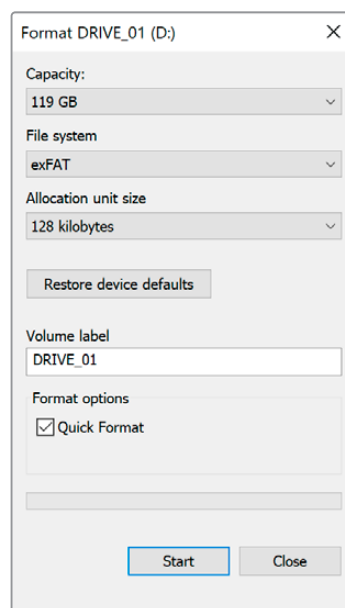 Format DRIVE_01 (D:)
Capacity:
119 GB
File system
exFAT
Allocation unit size
128 kilobytes
Restore device defaults
Volume label
DRIVE_01
Format options
Quick Format
Start Close